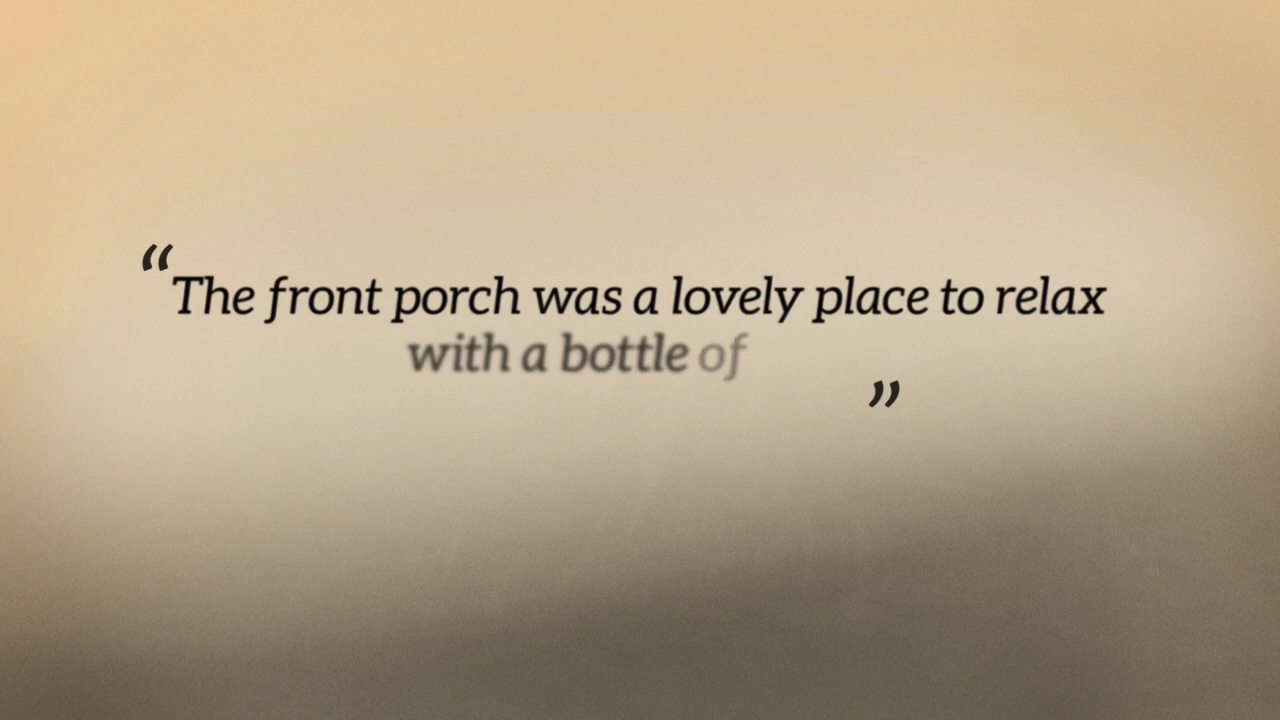 “The front porch was a lovely place to relax
with a bottle of
”